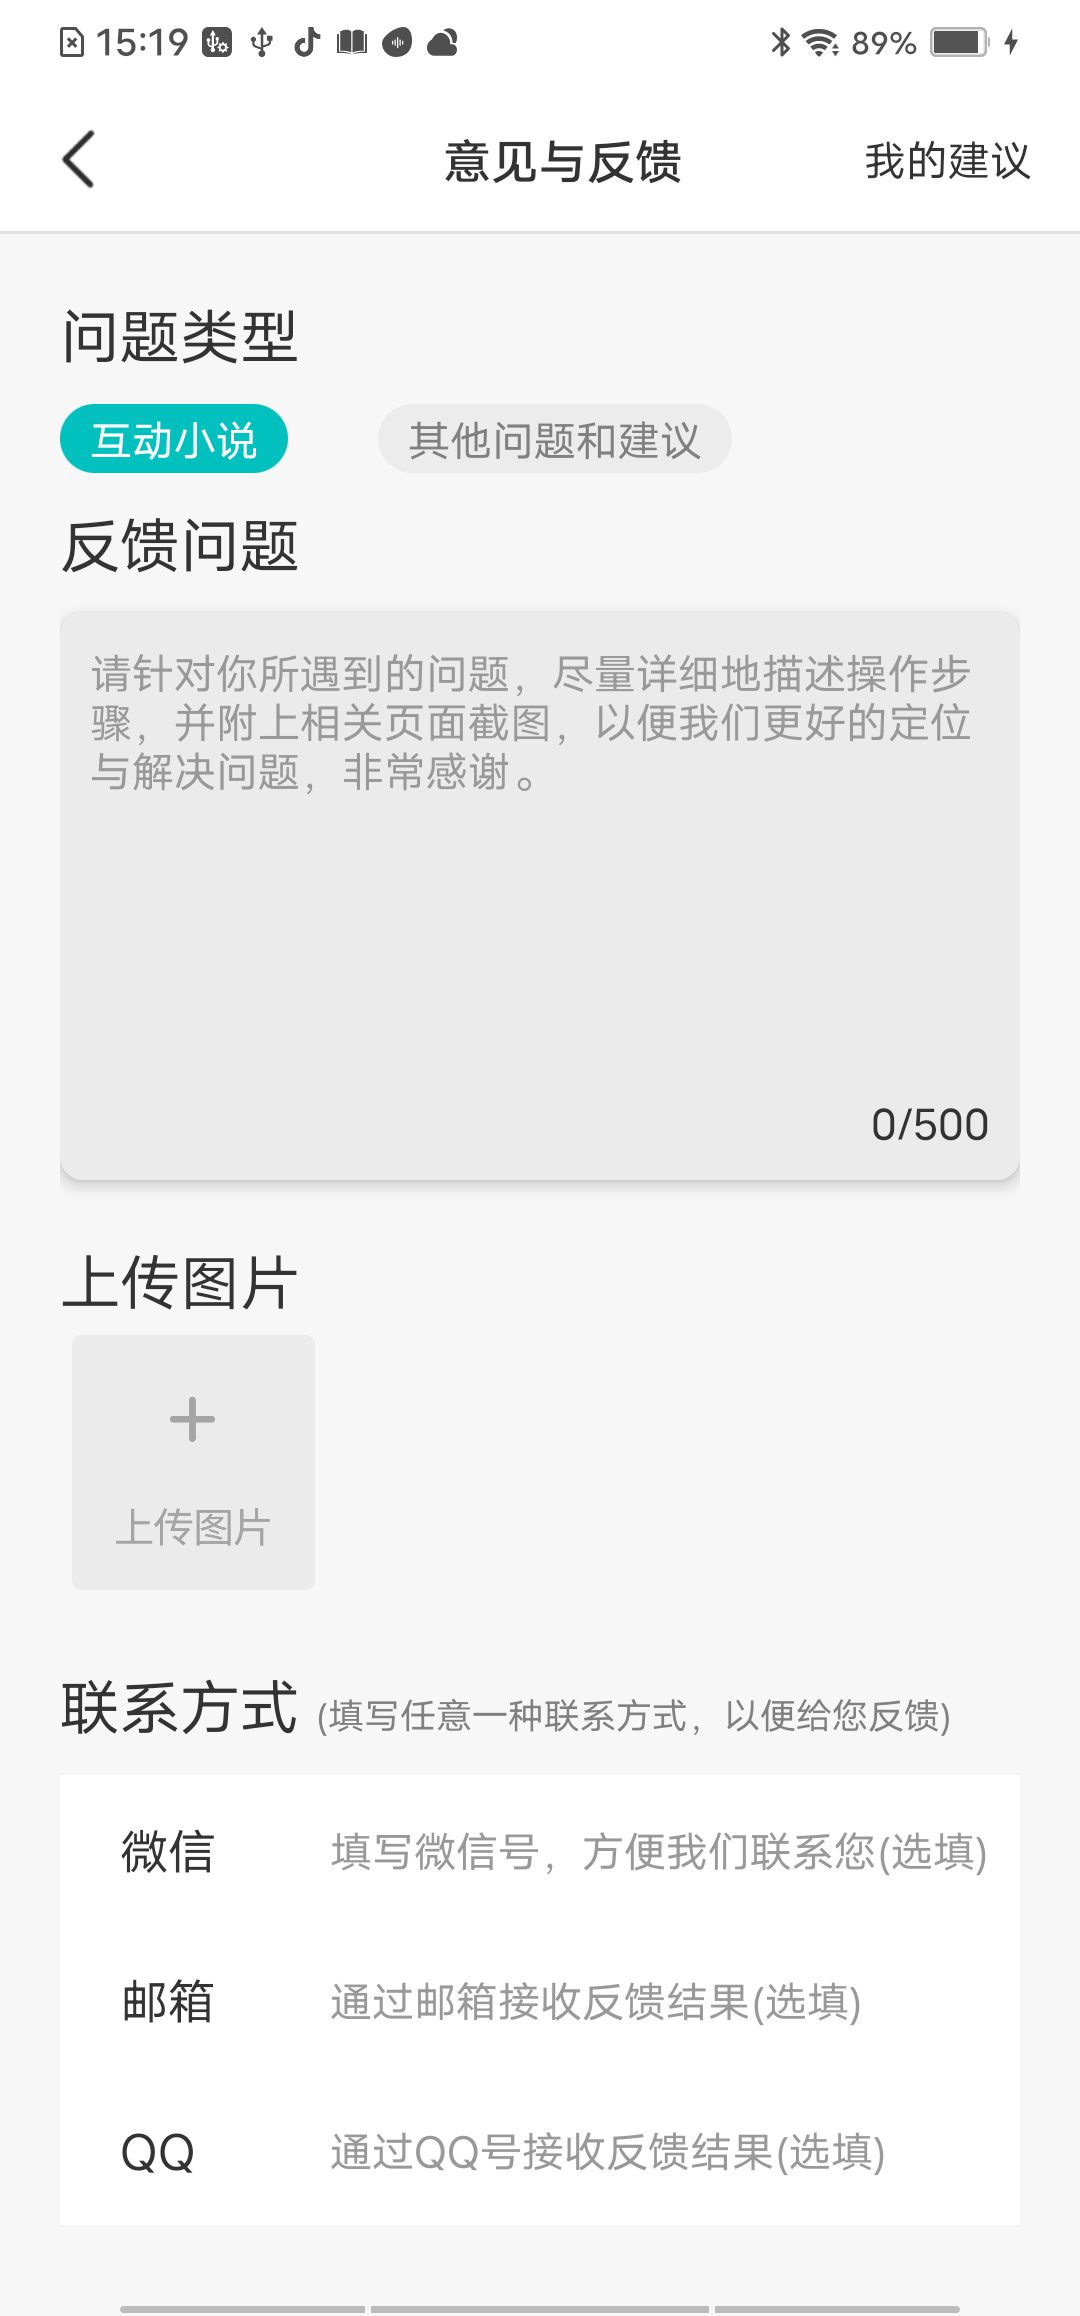 15:19
89%
意见与反馈
我的建议
问题类型
互动小说
其他问题和建议
反馈问题
请针对你所遇到的问题，尽量详细地描述操作步
骤，并附上相关页面截图，以便我们更好的定位
与解决问题，非常感谢。
0/500
上传图片
上传图片
联系方式 (填写任意一种联系方式，以便给您反馈)
微信 填写微信号，方便我们联系您(选填)
邮箱 通过邮箱接收反馈结果(选填)
QQ 通过QQ号接收反馈结果(选填)